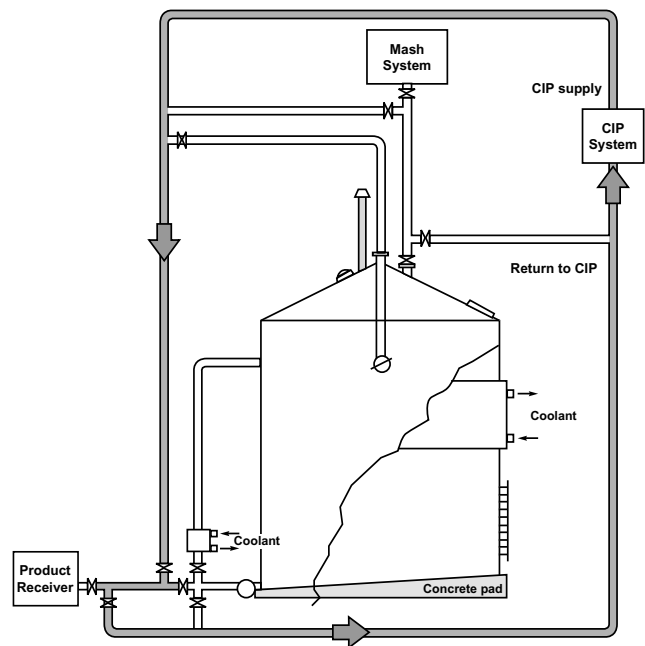 Mash
System
CIP supply
CIP
System
Return to CIP
Coolant
Coolant
Product
Receiver
Concrete pad